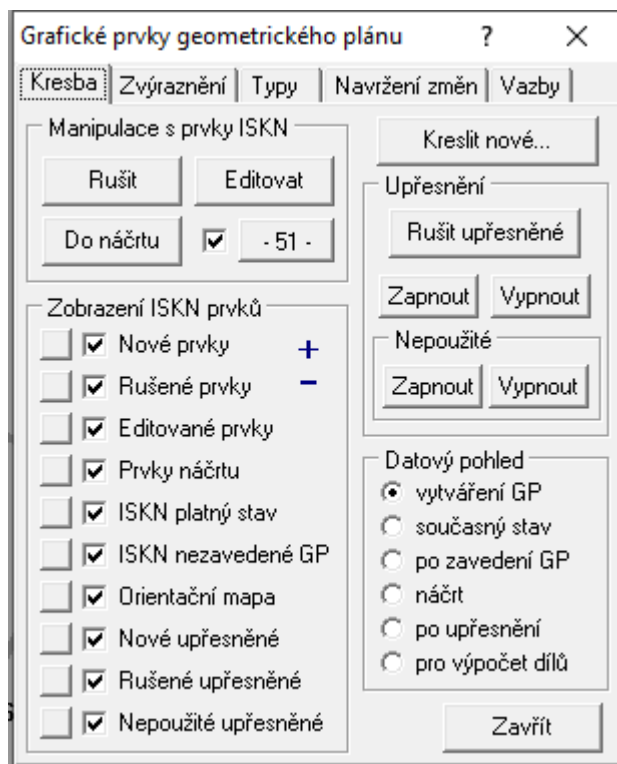 Grafické prvky geometrického plánu ?
Kresba Zvýraznění Typy Navržení změn Vazby
Manipulace s prvky ISKN
Rušit Editovat
Do náčrtu - 51 -
Zobrazení ISKN prvků
Nové prvky +
Rušené prvky -
Editované prvky
Prvky náčrtu
ISKN platný stav
ISKN nezavedené GP
Orientační mapa
Nové upřesněné
Rušené upřesněné
Nepoužité upřesněné
Kreslit nové...
Upřesnění
Rušit upřesněné
Zapnout Vypnout
Nepoužité
Zapnout Vypnout
Datový pohled
vytváření GP
současný stav
po zavedení GP
náčrt
po upřesnění
pro výpočet dílů
Zavřít